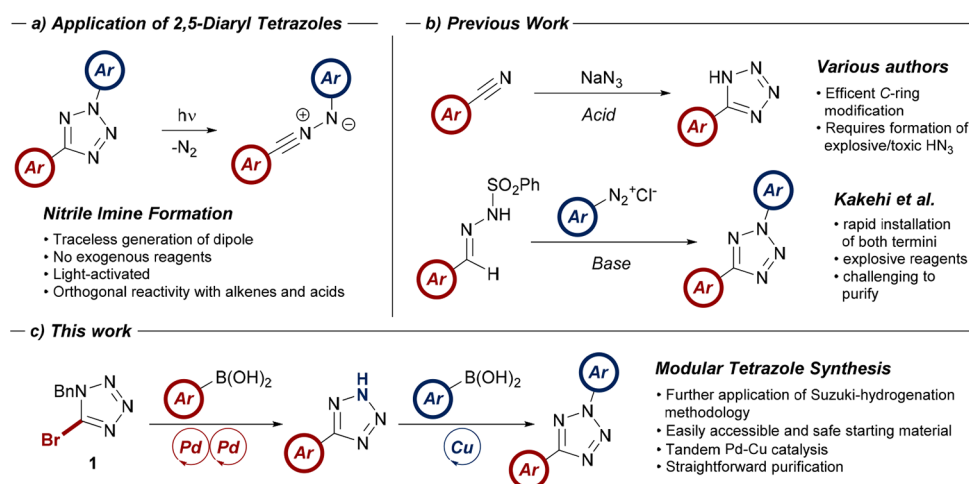 a) Application of 2,5-Diaryl Tetrazoles
Ar
N
N
N
N
Ar
hν
-N2
Ar
N
N
⊕
⊖
Ar
Nitrile Imine Formation
• Traceless generation of dipole
• No exogenous reagents
• Light-activated
• Orthogonal reactivity with alkenes and acids
b) Previous Work
N
Ar
NaN3
Acid
HN
N
N
N
Ar
Various authors
• Efficent C-ring
modification
• Requires formation of
explosive/toxic HN3
SO2Ph
NH
N
H
Ar
N2+Cl-
Ar
Base
Ar
N
N
N
N
Ar
Kakehi et al.
• rapid installation
of both termini
• explosive reagents
• challenging to
purify
c) This work
BnN
N
N
N
Br
1
B(OH)2
Ar
Pd Pd
H
N
N
N
N
Ar
B(OH)2
Ar
Cu
Ar
N
N
N
N
Ar
Modular Tetrazole Synthesis
• Further application of Suzuki-hydrogenation
methodology
• Easily accessible and safe starting material
• Tandem Pd-Cu catalysis
• Straightforward purification